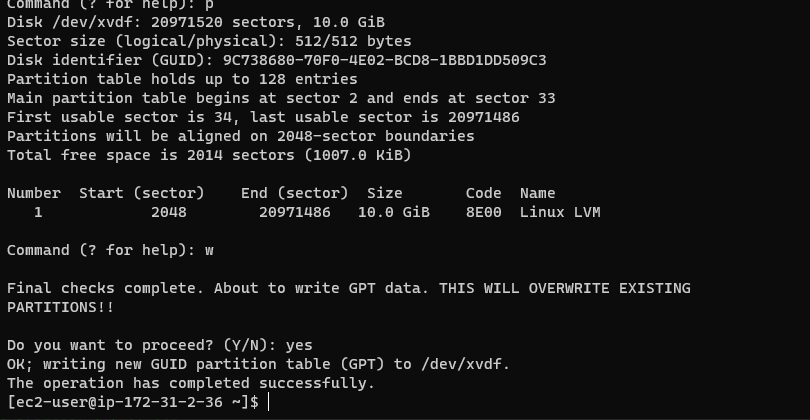 Command (? for help): p
Disk /dev/xvdf: 20971520 sectors, 10.0 GiB
Sector size (logical/physical): 512/512 bytes
Disk identifier (GUID): 9C738680-70F0-4E02-BCD8-1BBD1DD509C3
Partition table holds up to 128 entries
Main partition table begins at sector 2 and ends at sector 33
First usable sector is 34, last usable sector is 20971486
Partitions will be aligned on 2048-sector boundaries
Total free space is 2014 sectors (1007.0 KiB)
Number  Start (sector)    End (sector)  Size       Code  Name
   1            2048        20971486   10.0 GiB    8E00  Linux LVM
Command (? for help): w
Final checks complete. About to write GPT data. THIS WILL OVERWRITE EXISTING
PARTITIONS!!
Do you want to proceed? (Y/N): yes
OK; writing new GUID partition table (GPT) to /dev/xvdf.
The operation has completed successfully.
[ec2-user@ip-172-31-2-36 ~]$